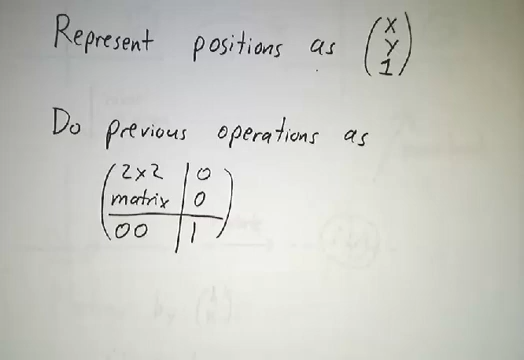 Represent positions as (x
y
1)
Do previous operations as
(2x2 | 0
matrix | 0
00 | 1)